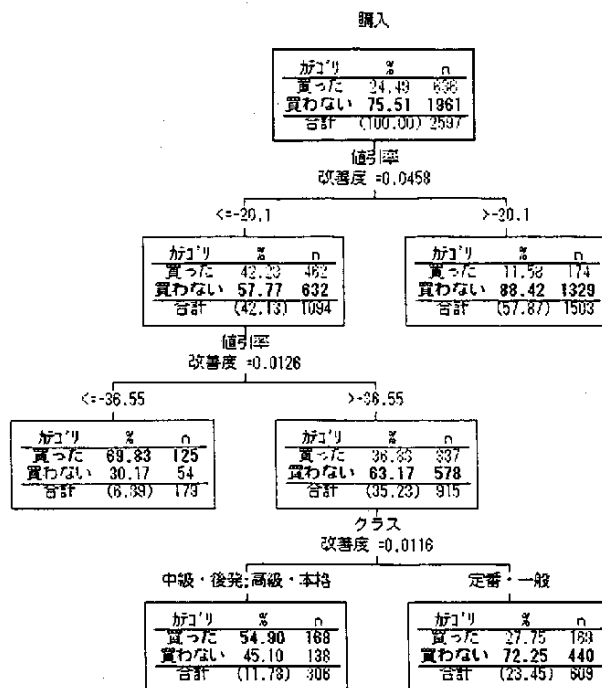 購入
カテゴリ % n
買った 24.49 636
買わない 75.51 1961
合計 (100.00) 2597
値引率
改善度 =0.0458
<=-20.1
>-20.1
カテゴリ % n
買った 42.23 462
買わない 57.77 632
合計 (42.13) 1094
カテゴリ % n
買った 11.58 174
買わない 88.42 1329
合計 (57.87) 1503
値引率
改善度 =0.0126
<=-36.55
>-36.55
カテゴリ % n
買った 69.83 125
買わない 30.17 54
合計 (6.89) 179
カテゴリ % n
買った 36.83 337
買わない 63.17 578
合計 (35.23) 915
クラス
改善度 =0.0116
中級・後発;高級・本格
定番・一般
カテゴリ % n
買った 54.90 168
買わない 45.10 138
合計 (11.78) 306
カテゴリ % n
買った 27.75 169
買わない 72.25 440
合計 (23.45) 609